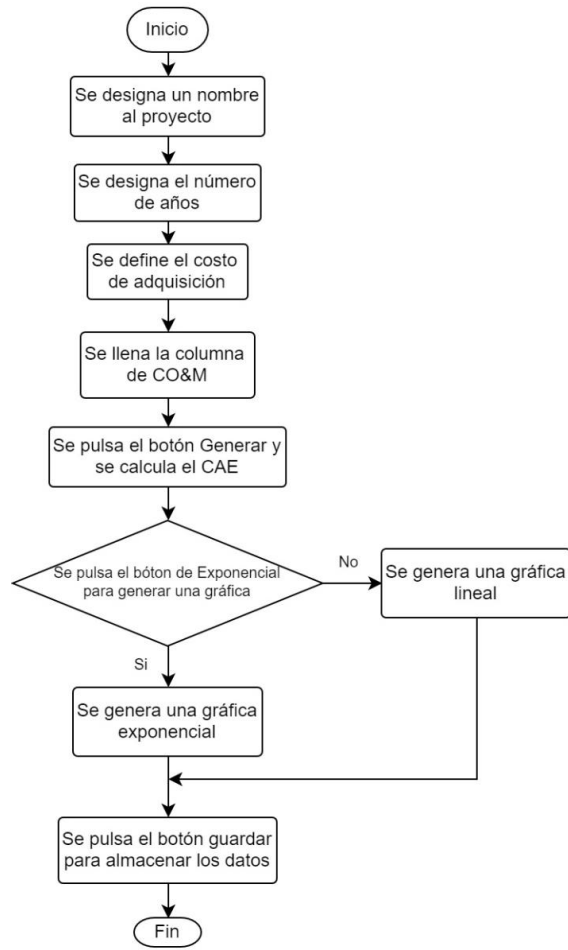 Inicio
Se designa un nombre
al proyecto
Se designa el número
de años
Se define el costo
de adquisición
Se llena la columna
de CO&M
Se pulsa el botón Generar y
se calcula el CAE
Se pulsa el bóton de Exponencial
para generar una gráfica
No
Se genera una gráfica
lineal
Si
Se genera una gráfica
exponencial
Se pulsa el botón guardar
para almacenar los datos
Fin